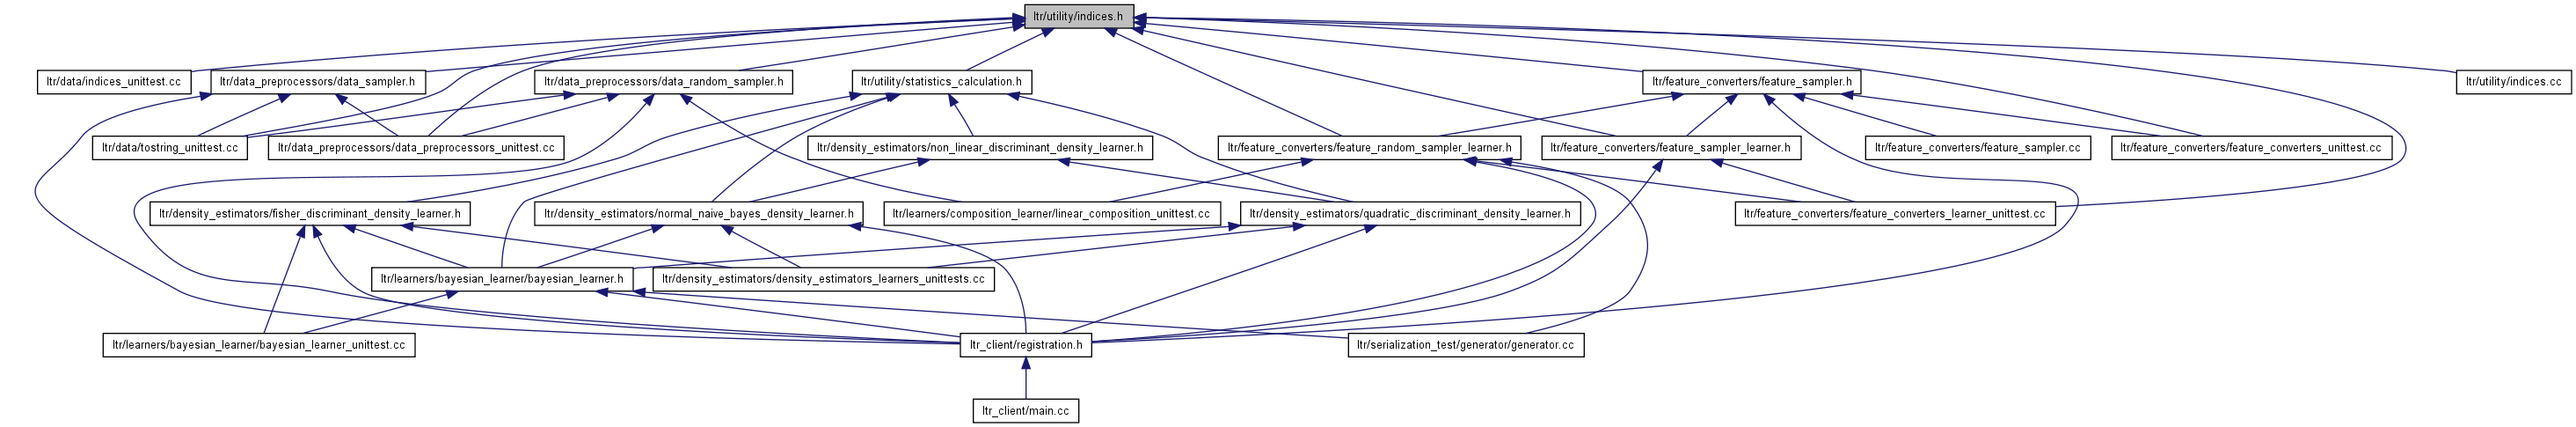 ltr/utility/indices.h
ltr/data/indices_unittest.cc
ltr/data_preprocessors/data_sampler.h
ltr/data_preprocessors/data_random_sampler.h
ltr/utility/statistics_calculation.h
ltr/feature_converters/feature_sampler.h
ltr/utility/indices.cc
ltr/data/tostring_unittest.cc
ltr/data_preprocessors/data_preprocessors_unittest.cc
ltr/density_estimators/non_linear_discriminant_density_learner.h
ltr/feature_converters/feature_random_sampler_learner.h
ltr/feature_converters/feature_sampler_learner.h
ltr/feature_converters/feature_sampler.cc
ltr/feature_converters/feature_converters_unittest.cc
ltr/density_estimators/fisher_discriminant_density_learner.h
ltr/density_estimators/normal_naive_bayes_density_learner.h
ltr/learners/composition_learner/linear_composition_unittest.cc
ltr/density_estimators/quadratic_discriminant_density_learner.h
ltr/feature_converters/feature_converters_learner_unittest.cc
ltr/learners/bayesian_learner/bayesian_learner.h
ltr/density_estimators/density_estimators_learners_unittests.cc
ltr/learners/bayesian_learner/bayesian_learner_unittest.cc
ltr_client/registration.h
ltr/serialization_test/generator/generator.cc
ltr_client/main.cc